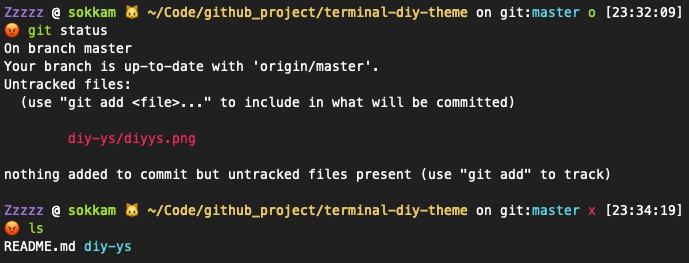 Zzzzz @ sokkam 🐱 ~/Code/github_project/terminal-diy-theme on git:master o [23:32:09]
😡 git status
On branch master
Your branch is up-to-date with 'origin/master'.
Untracked files:
  (use "git add <file>..." to include in what will be committed)
        diy-ys/diyys.png
nothing added to commit but untracked files present (use "git add" to track)
Zzzzz @ sokkam 🐱 ~/Code/github_project/terminal-diy-theme on git:master x [23:34:19]
😡 ls
README.md diy-ys